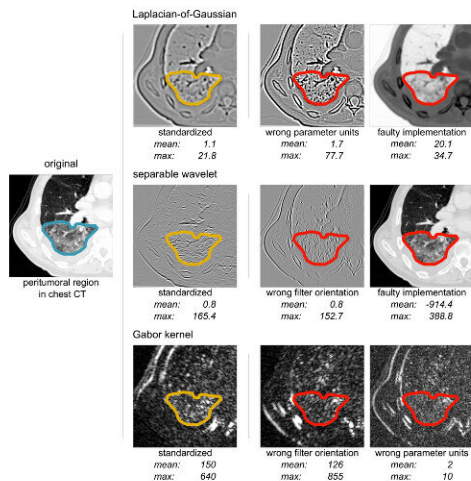 Laplacian-of-Gaussian
standardized
mean: 1.1
max: 21.8
wrong parameter units
mean: 1.7
max: 77.7
faulty implementation
mean: 20.1
max: 34.7
original
peritumoral region
in chest CT
separable wavelet
standardized
mean: 0.8
max: 165.4
wrong filter orientation
mean: 0.8
max: 152.7
faulty implementation
mean: -914.4
max: 388.8
Gabor kernel
standardized
mean: 150
max: 640
wrong filter orientation
mean: 126
max: 855
wrong parameter units
mean: 2
max: 10